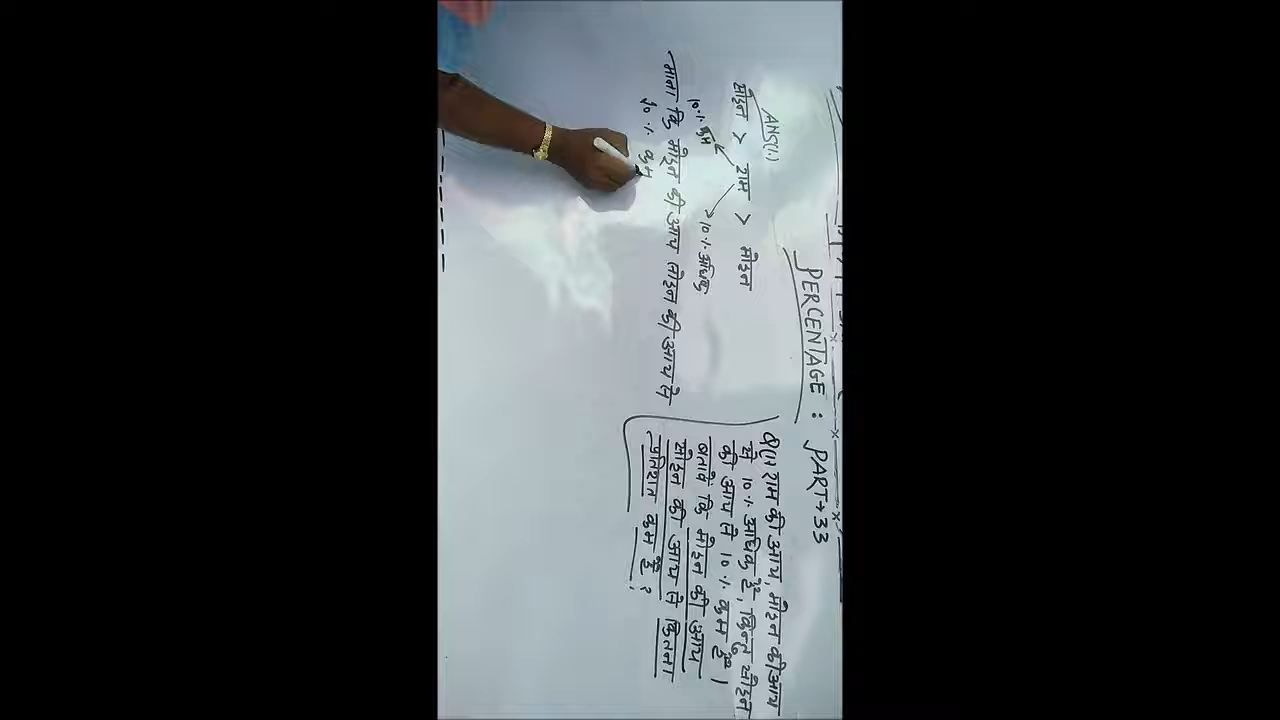 PERCENTAGE : PART→33
Q(1) राम की आय, मोहन की आय
से 10% अधिक है, किन्तु सोहन
की आय से 10% कम है।
बतावें कि मोहन की आय
सोहन की आय से कितना
प्रतिशत कम है?
ANS(1)
सोहन > राम > मोहन
10% कम
10% अधिक
माना कि मोहन की आय सोहन की आय से
10% कम